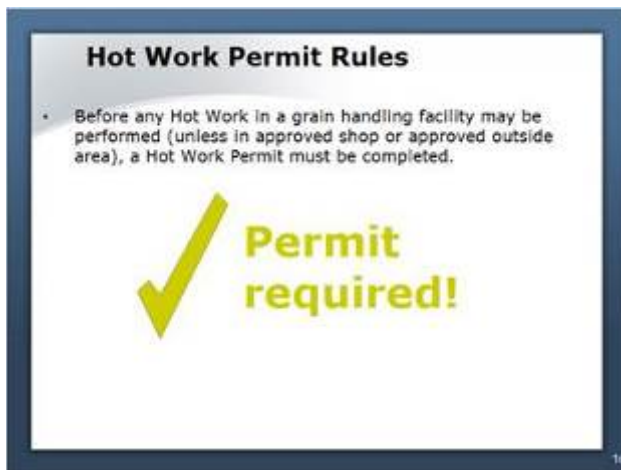 Hot Work Permit Rules
• Before any Hot Work in a grain handling facility may be
performed (unless in approved shop or approved outside
area), a Hot Work Permit must be completed.
Permit
required!